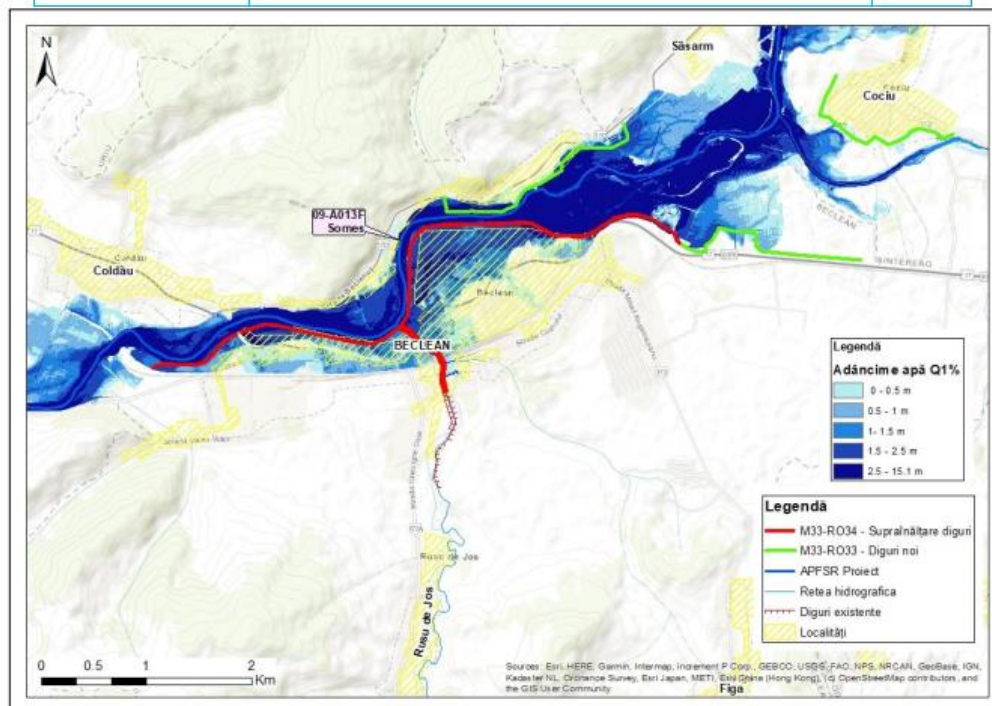 N
Săsarm
Cociu
09-A013F
Someș
BECLEAN
SINTEREAG
Coldău
Coldău
Beclean
BECLEAN
Legendă
Adâncime apă Q1%
0 - 0.5 m
0.5 - 1 m
1- 1.5 m
1.5 - 2.5 m
2.5 - 15.1 m
Legendă
M33-RO34 - Supraînălțare diguri
M33-RO33 - Diguri noi
APFSR Proiect
Retea hidrografica
Diguri existente
Localități
Rusu de Jos
Rusu de Jos
0 0.5 1 2
Km
Sources: Esri, HERE, Garmin, Intermap, increment P Corp., GEBCO, USGS, FAO, NPS, NRCAN, GeoBase, IGN,
Kadaster NL, Ordnance Survey, Esri Japan, METI, Esri China (Hong Kong), (c) OpenStreetMap contributors, and
the GIS User Community
Figa